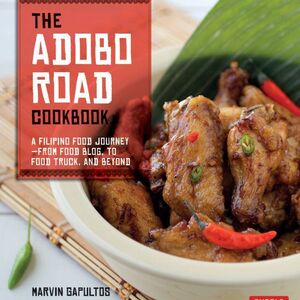 THE
ADOBO
ROAD
COOKBOOK
A FILIPINO FOOD JOURNEY
—FROM FOOD BLOG, TO
FOOD TRUCK, AND BEYOND
MARVIN GAPULTOS